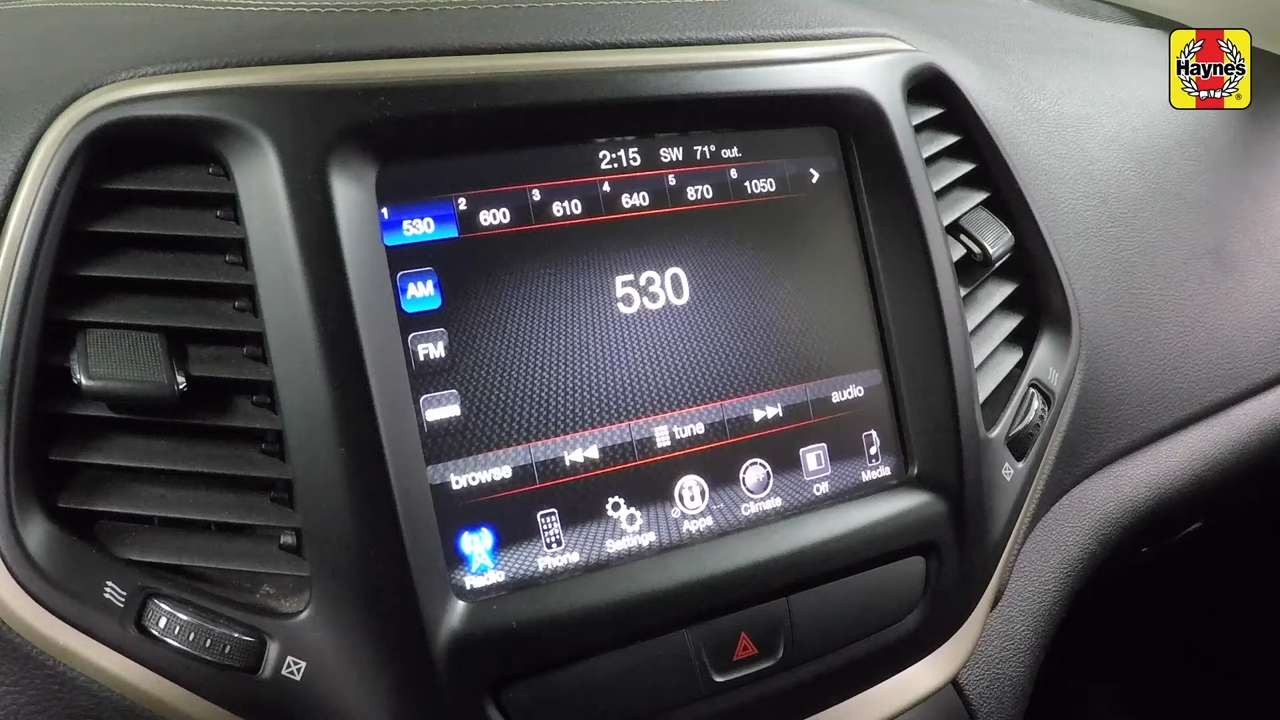 Haynes
®
2:15 SW 71° out.
1 530 2 600 3 610 4 640 5 870 6 1050
530
AM
FM
browse tune audio
Radio Phone Settings Apps Climate Off Media
OFF